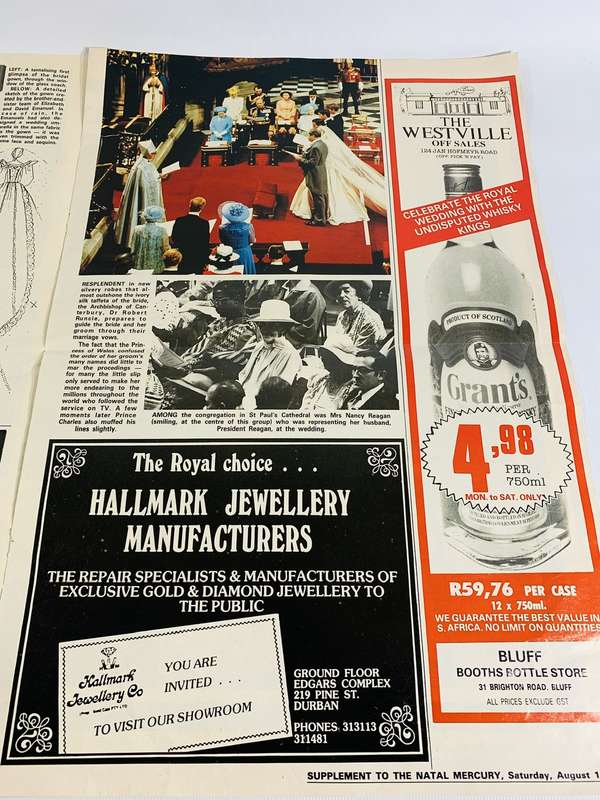 LEFT: A tantalising first
glimpse of the bridal
gown, through the win-
dow of the glass coach.
BELOW: A detailed
sketch of the gown cre-
ated by the brother-and-
sister team of Elizabeth
and David Emanuel. In
case of rain, the
Emanuels had also de-
signed a wedding um-
brella in the same fabric
as the gown — it was
even trimmed with the
same lace and sequins.
RESPLENDENT in new
silvery robes that al-
most outshone the ivory
silk taffeta of the bride,
the Archbishop of Can-
terbury, Dr Robert
Runcie, prepares to
guide the bride and her
groom through their
marriage vows.
The fact that the Prin-
cess of Wales confused
the order of her groom's
many names did little to
mar the procedings —
for many the little slip
only served to make her
more endearing to the
millions throughout the
world who followed the
service on TV. A few
moments later Prince
Charles also muffed his
lines slightly.
AMONG the congregation in St Paul's Cathedral was Mrs Nancy Reagan
(smiling, at the centre of this group) who was representing her husband,
President Reagan, at the wedding.
The Royal choice . . .
HALLMARK JEWELLERY
MANUFACTURERS
THE REPAIR SPECIALISTS & MANUFACTURERS OF
EXCLUSIVE GOLD & DIAMOND JEWELLERY TO
THE PUBLIC
Hallmark
Jewellery Co
YOU ARE
INVITED . . .
TO VISIT OUR SHOWROOM
GROUND FLOOR
EDGARS COMPLEX
219 PINE ST.
DURBAN
PHONES 313113
311481
THE
WESTVILLE
OFF SALES
124 JAN HOFMEYR ROAD
(OPP. PICK 'N PAY)
CELEBRATE THE ROYAL
WEDDING WITH THE
UNDISPUTED WHISKY
KINGS
PRODUCT OF SCOTLAND
Grant's
4,98
PER
750ml
MON. to SAT. ONLY
R59,76 PER CASE
12 x 750ml.
WE GUARANTEE THE BEST VALUE IN
S. AFRICA. NO LIMIT ON QUANTITIES
BLUFF
BOOTHS BOTTLE STORE
31 BRIGHTON ROAD, BLUFF
ALL PRICES EXCLUDE GST
SUPPLEMENT TO THE NATAL MERCURY, Saturday, August 1